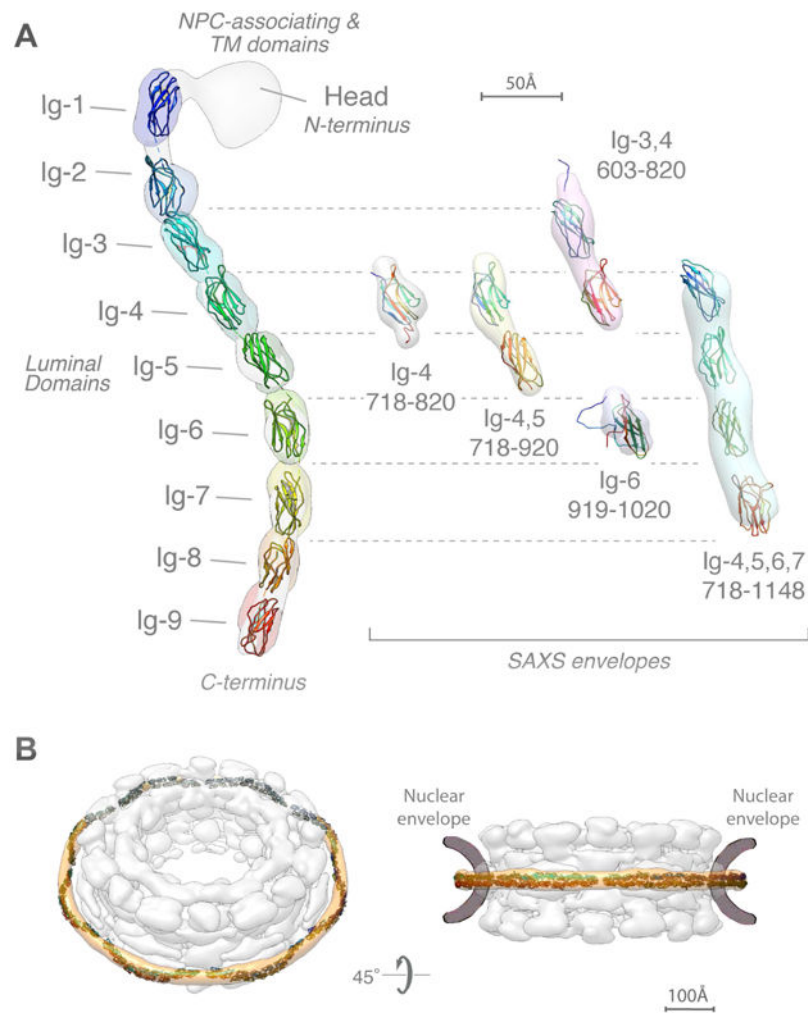 A
NPC-associating &
TM domains
Head
N-terminus
50Å
Ig-1
Ig-2
Ig-3
Ig-4
Luminal
Domains
Ig-5
Ig-6
Ig-7
Ig-8
Ig-9
C-terminus
Ig-3,4
603-820
Ig-4
718-820
Ig-4,5
718-920
Ig-6
919-1020
Ig-4,5,6,7
718-1148
SAXS envelopes
B
Nuclear
envelope
Nuclear
envelope
45°
100Å